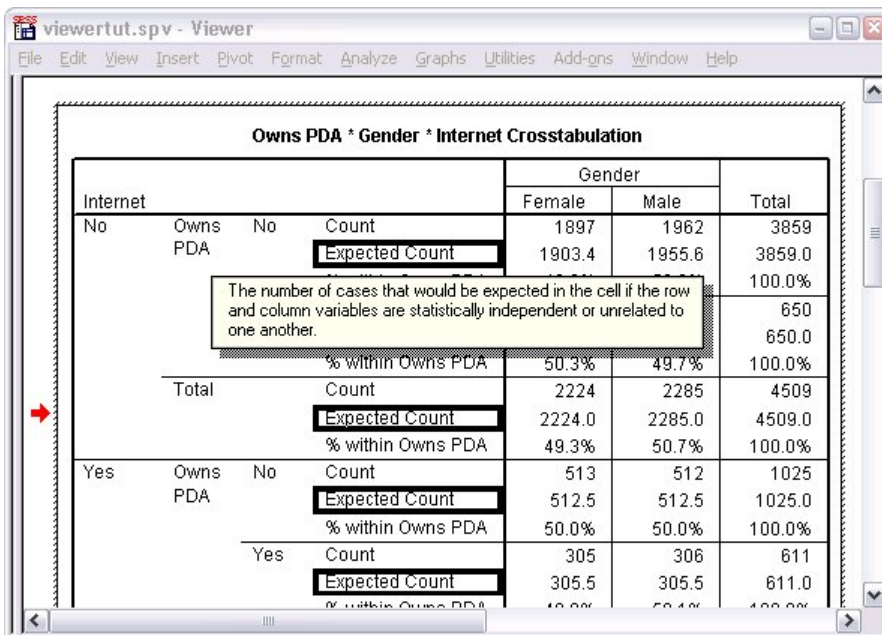 viewertut.spv - Viewer
File Edit View Insert Pivot Format Analyze Graphs Utilities Add-ons Window Help
Owns PDA * Gender * Internet Crosstabulation
Gender
Internet Female Male Total
No Owns PDA No Count 1897 1962 3859
Expected Count 1903.4 1955.6 3859.0
100.0%
The number of cases that would be expected in the cell if the row
and column variables are statistically independent or unrelated to
one another.
650
650.0
% within Owns PDA 50.3% 49.7% 100.0%
Total Count 2224 2285 4509
Expected Count 2224.0 2285.0 4509.0
% within Owns PDA 49.3% 50.7% 100.0%
Yes Owns PDA No Count 513 512 1025
Expected Count 512.5 512.5 1025.0
% within Owns PDA 50.0% 50.0% 100.0%
Yes Count 305 306 611
Expected Count 305.5 305.5 611.0